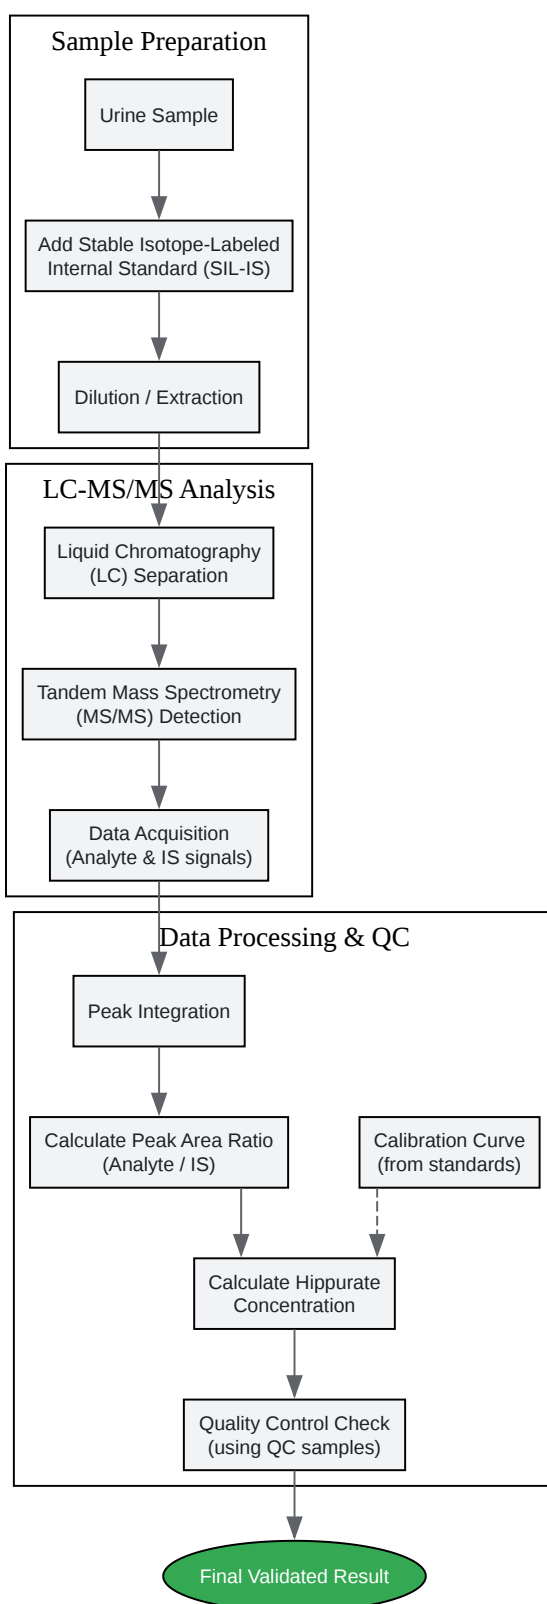 Sample Preparation
Urine Sample
Add Stable Isotope-Labeled
Internal Standard (SIL-IS)
Dilution / Extraction
LC-MS/MS Analysis
Liquid Chromatography
(LC) Separation
Tandem Mass Spectrometry
(MS/MS) Detection
Data Acquisition
(Analyte & IS signals)
Data Processing & QC
Peak Integration
Calculate Peak Area Ratio
(Analyte / IS)
Calibration Curve
(from standards)
Calculate Hippurate
Concentration
Quality Control Check
(using QC samples)
Final Validated Result